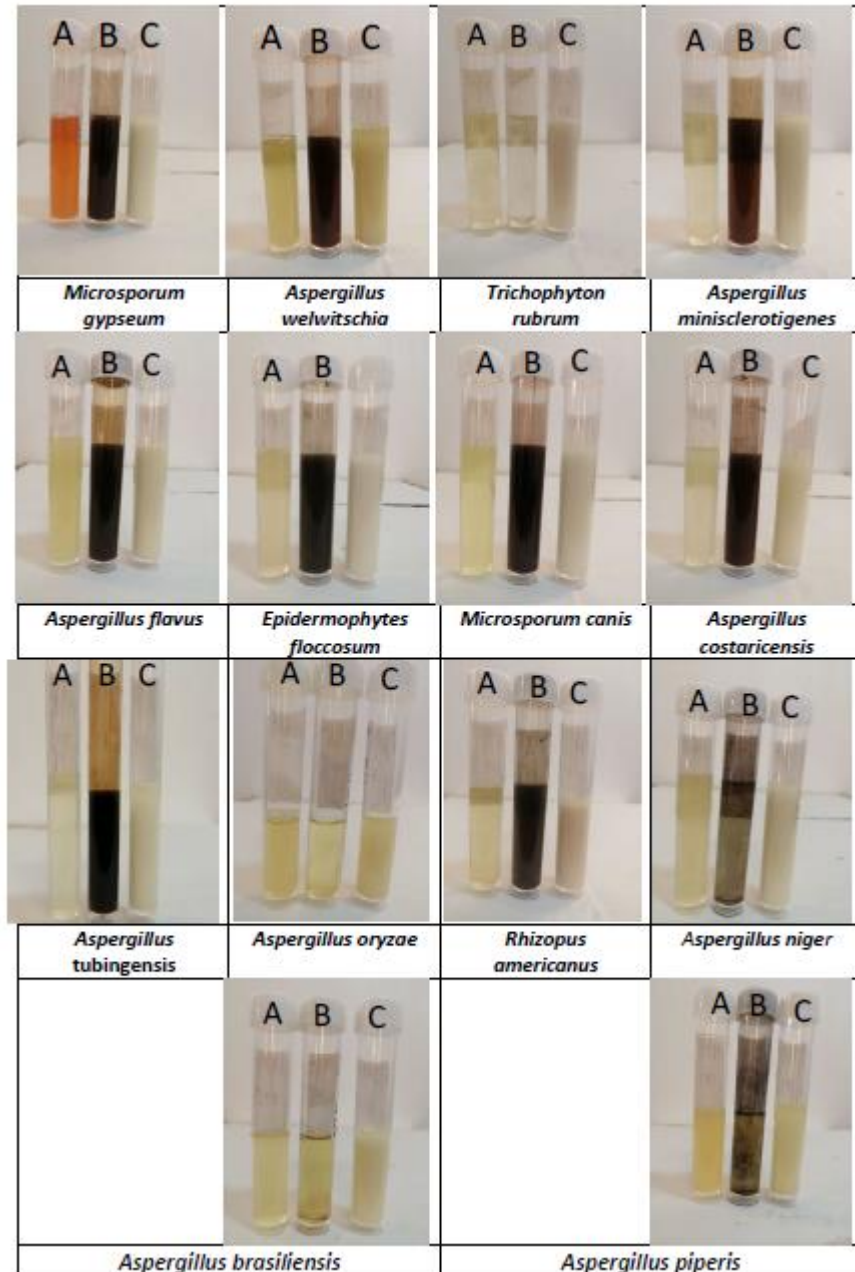 A B C
A B C
A B C
A B C
Microsporum
gypseum
Aspergillus
welwitschia
Trichophyton
rubrum
Aspergillus
minisclerotigenes
A B C
A B C
A B C
A B C
Aspergillus flavus
Epidermophytes
floccosum
Microsporum canis
Aspergillus
costaricensis
A B C
A B C
A B C
A B C
Aspergillus
tubingensis
Aspergillus oryzae
Rhizopus
americanus
Aspergillus niger
A B C
A B C
Aspergillus brasiliensis
Aspergillus piperis